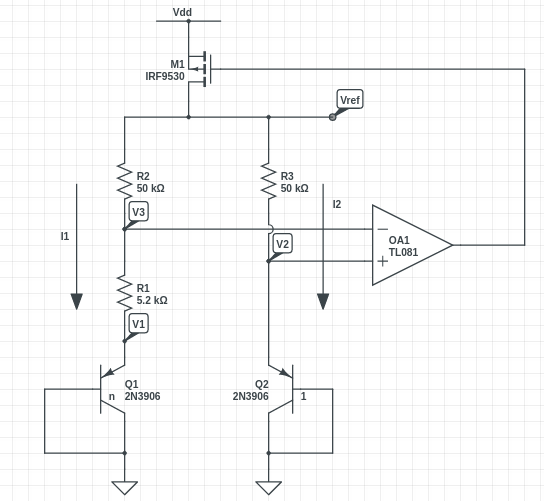 Vdd
M1
IRF9530
Vref
R2
50 kΩ
R3
50 kΩ
V3
I2
I1
V2
OA1
TL081
R1
5.2 kΩ
V1
Q1
n 2N3906
Q2
2N3906 1